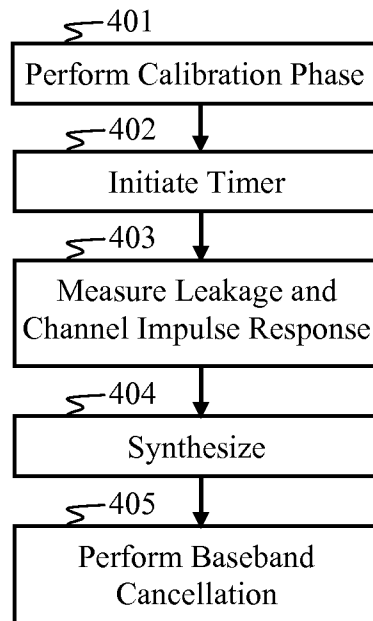 401
Perform Calibration Phase
402
Initiate Timer
403
Measure Leakage and
Channel Impulse Response
404
Synthesize
405
Perform Baseband
Cancellation